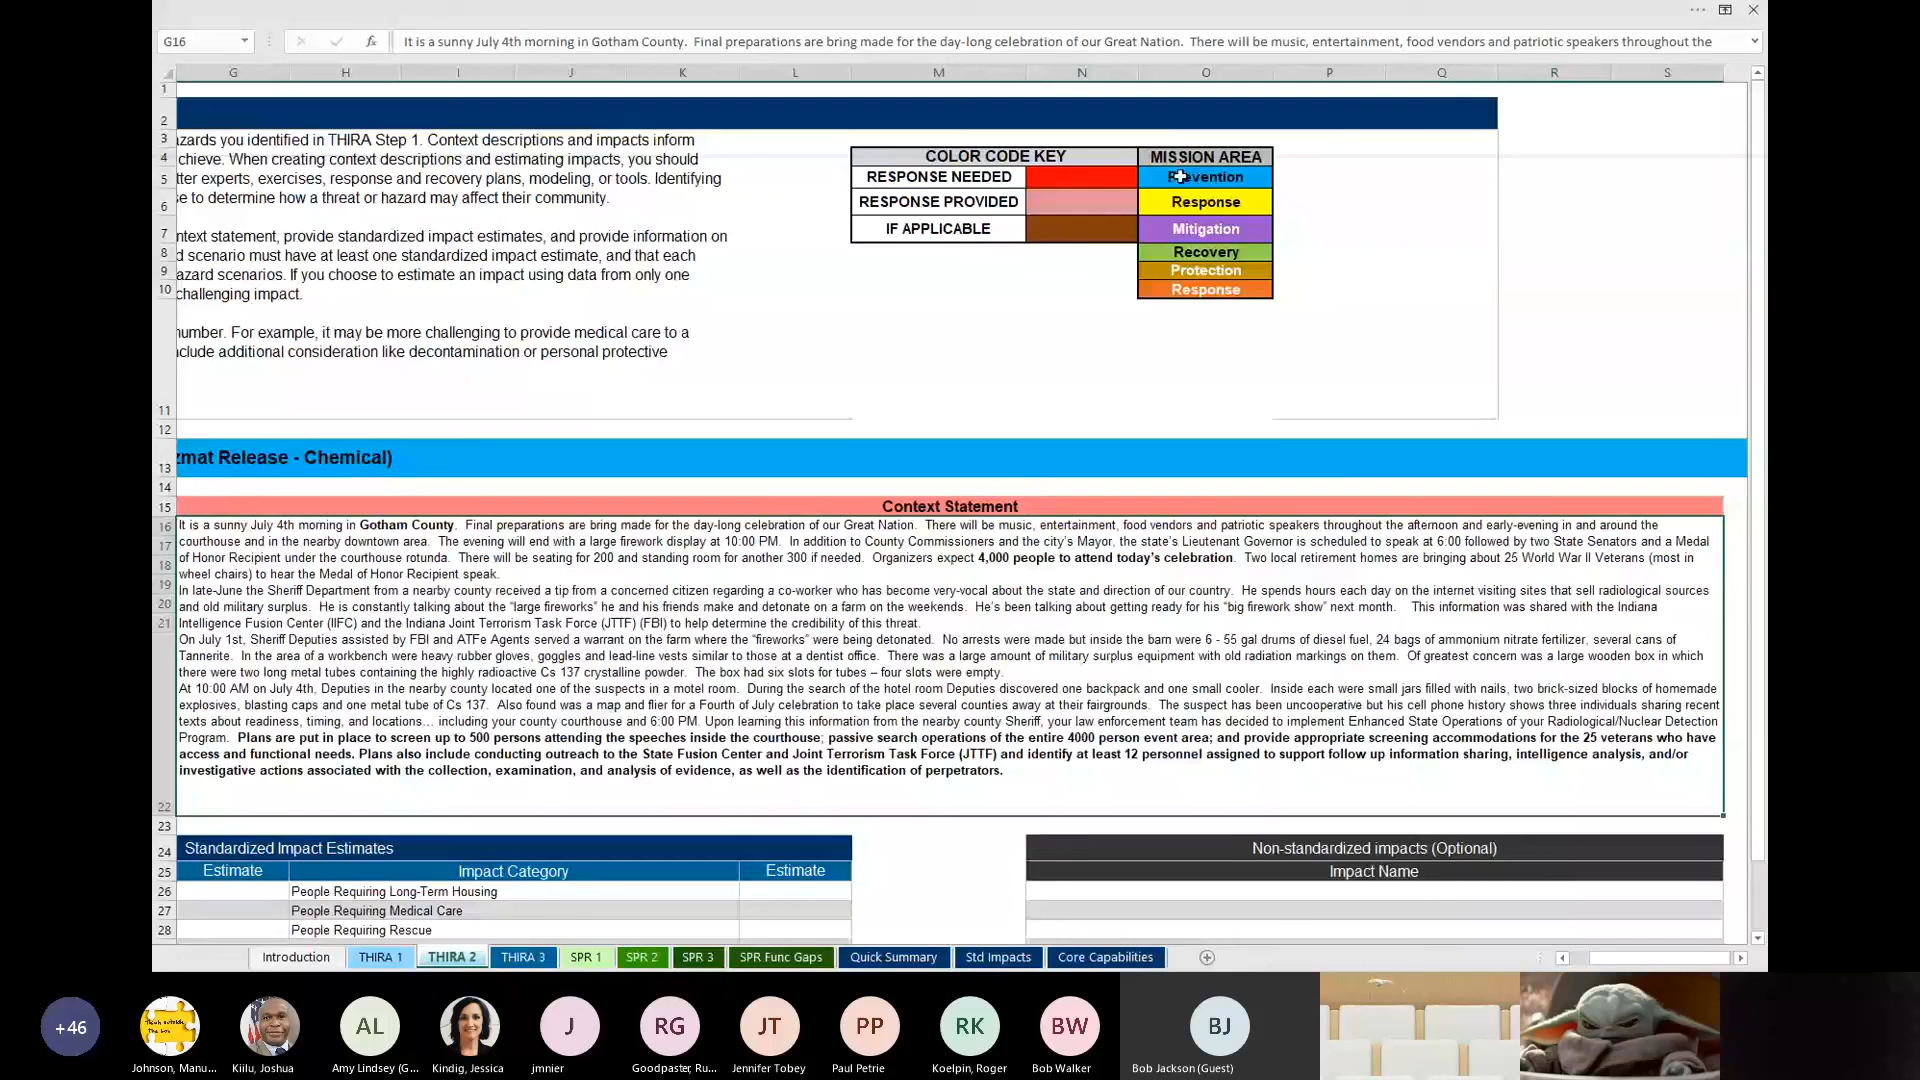 G16
fx
It is a sunny July 4th morning in Gotham County.  Final preparations are bring made for the day-long celebration of our Great Nation.  There will be music, entertainment, food vendors and patriotic speakers throughout the
G H I J K L M N O P Q R S
1
2
3 azards you identified in THIRA Step 1. Context descriptions and impacts inform
4 chieve. When creating context descriptions and estimating impacts, you should
COLOR CODE KEY MISSION AREA
5 tter experts, exercises, response and recovery plans, modeling, or tools. Identifying
RESPONSE NEEDED Prevention
6 se to determine how a threat or hazard may affect their community.
RESPONSE PROVIDED Response
7 ntext statement, provide standardized impact estimates, and provide information on
IF APPLICABLE Mitigation
8 d scenario must have at least one standardized impact estimate, and that each
Recovery
9 azard scenarios. If you choose to estimate an impact using data from only one
Protection
10 challenging impact.
Response
number. For example, it may be more challenging to provide medical care to a
nclude additional consideration like decontamination or personal protective
11
12
13 zmat Release - Chemical)
14
15 Context Statement
16 It is a sunny July 4th morning in Gotham County.  Final preparations are bring made for the day-long celebration of our Great Nation.  There will be music, entertainment, food vendors and patriotic speakers throughout the afternoon and early-evening in and around the
17 courthouse and in the nearby downtown area.  The evening will end with a large firework display at 10:00 PM.  In addition to County Commissioners and the city's Mayor, the state's Lieutenant Governor is scheduled to speak at 6:00 followed by two State Senators and a Medal
18 of Honor Recipient under the courthouse rotunda.  There will be seating for 200 and standing room for another 300 if needed.  Organizers expect 4,000 people to attend today's celebration.  Two local retirement homes are bringing about 25 World War II Veterans (most in
19 wheel chairs) to hear the Medal of Honor Recipient speak.
In late-June the Sheriff Department from a nearby county received a tip from a concerned citizen regarding a co-worker who has become very-vocal about the state and direction of our country.  He spends hours each day on the internet visiting sites that sell radiological sources
20 and old military surplus.  He is constantly talking about the "large fireworks" he and his friends make and detonate on a farm on the weekends.  He's been talking about getting ready for his "big firework show" next month.    This information was shared with the Indiana
21 Intelligence Fusion Center (IIFC) and the Indiana Joint Terrorism Task Force (JTTF) (FBI) to help determine the credibility of this threat.
On July 1st, Sheriff Deputies assisted by FBI and ATFe Agents served a warrant on the farm where the "fireworks" were being detonated.  No arrests were made but inside the barn were 6 - 55 gal drums of diesel fuel, 24 bags of ammonium nitrate fertilizer, several cans of
Tannerite.  In the area of a workbench were heavy rubber gloves, goggles and lead-line vests similar to those at a dentist office.  There was a large amount of military surplus equipment with old radiation markings on them.  Of greatest concern was a large wooden box in which
there were two long metal tubes containing the highly radioactive Cs 137 crystalline powder.  The box had six slots for tubes – four slots were empty.
At 10:00 AM on July 4th, Deputies in the nearby county located one of the suspects in a motel room.  During the search of the hotel room Deputies discovered one backpack and one small cooler.  Inside each were small jars filled with nails, two brick-sized blocks of homemade
explosives, blasting caps and one metal tube of Cs 137.  Also found was a map and flier for a Fourth of July celebration to take place several counties away at their fairgrounds.  The suspect has been uncooperative but his cell phone history shows three individuals sharing recent
texts about readiness, timing, and locations… including your county courthouse and 6:00 PM. Upon learning this information from the nearby county Sheriff, your law enforcement team has decided to implement Enhanced State Operations of your Radiological/Nuclear Detection
Program.  Plans are put in place to screen up to 500 persons attending the speeches inside the courthouse; passive search operations of the entire 4000 person event area; and provide appropriate screening accommodations for the 25 veterans who have
access and functional needs. Plans also include conducting outreach to the State Fusion Center and Joint Terrorism Task Force (JTTF) and identify at least 12 personnel assigned to support follow up information sharing, intelligence analysis, and/or
investigative actions associated with the collection, examination, and analysis of evidence, as well as the identification of perpetrators.
22
23
24 Standardized Impact Estimates Non-standardized impacts (Optional)
25 Estimate Impact Category Estimate Impact Name
26 People Requiring Long-Term Housing
27 People Requiring Medical Care
28 People Requiring Rescue
Introduction THIRA 1 THIRA 2 THIRA 3 SPR 1 SPR 2 SPR 3 SPR Func Gaps Quick Summary Std Impacts Core Capabilities
+46 AL J RG JT PP RK BW BJ
Johnson, Manu... Kiilu, Joshua Amy Lindsey (G... Kindig, Jessica jmnier Goodpaster, Ru... Jennifer Tobey Paul Petrie Koelpin, Roger Bob Walker Bob Jackson (Guest)